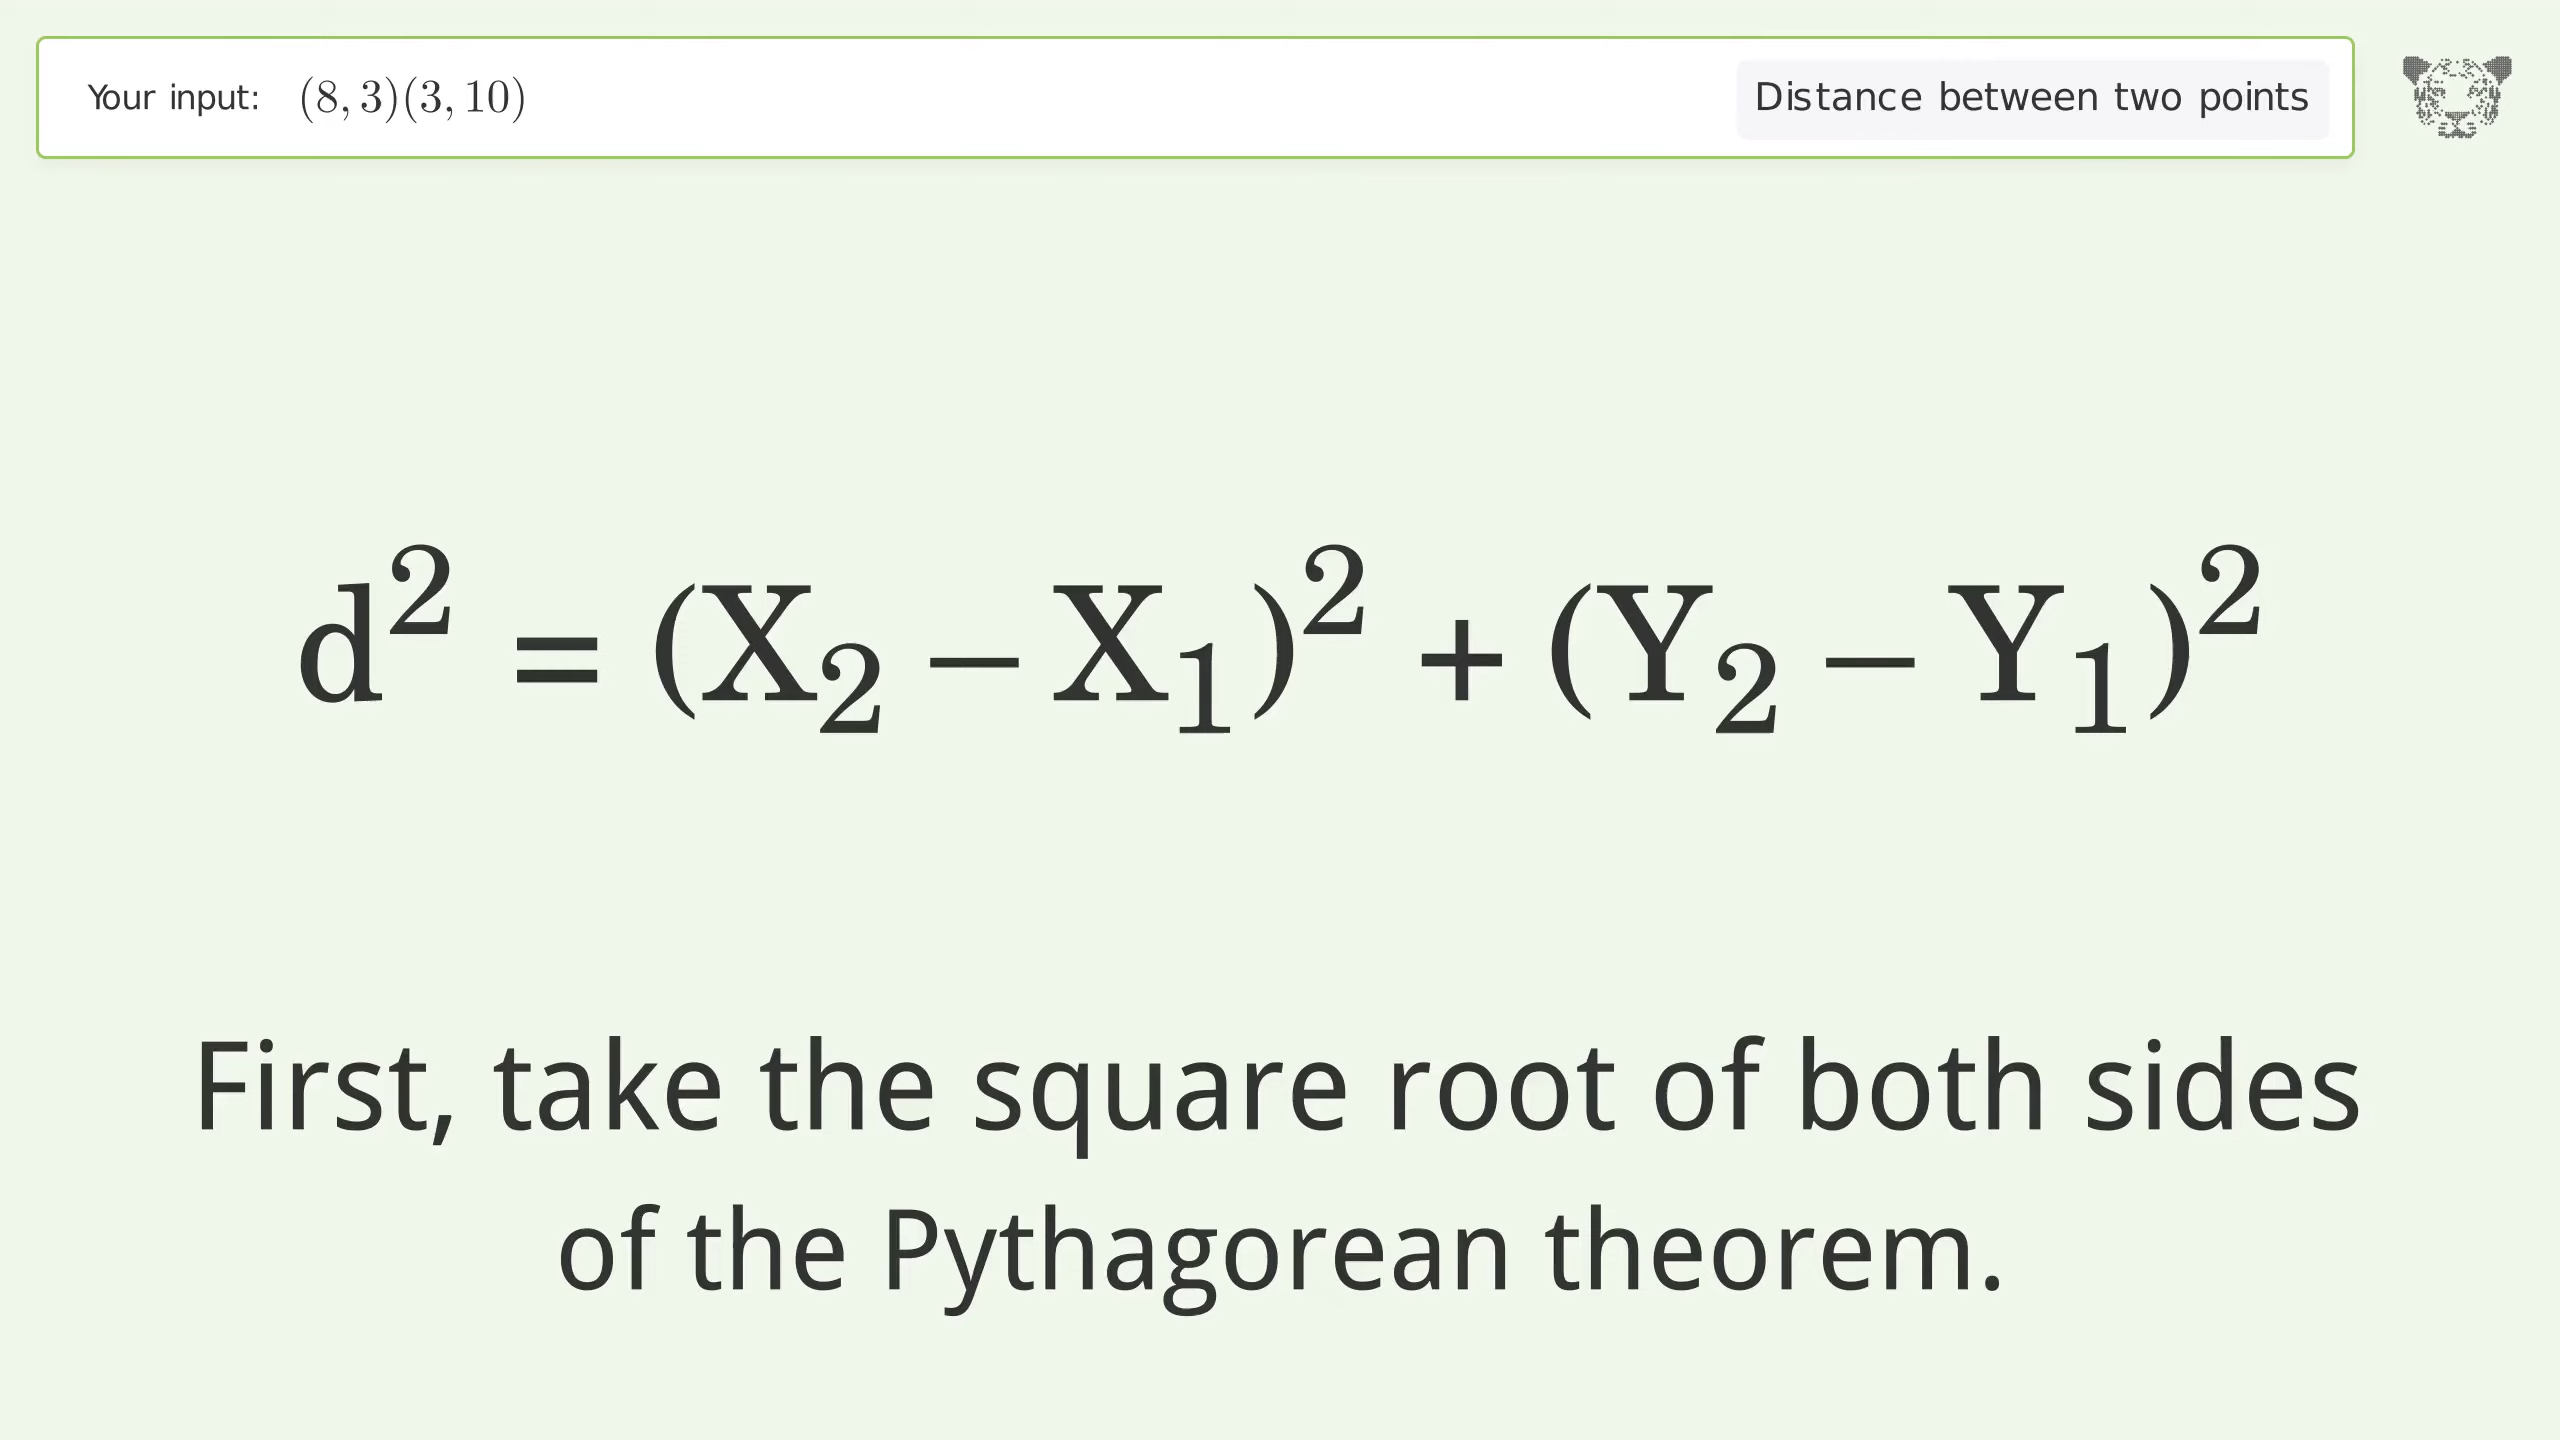 Your input: (8, 3)(3, 10) Distance between two points
d² = (X₂ − X₁)² + (Y₂ − Y₁)²
First, take the square root of both sides
of the Pythagorean theorem.